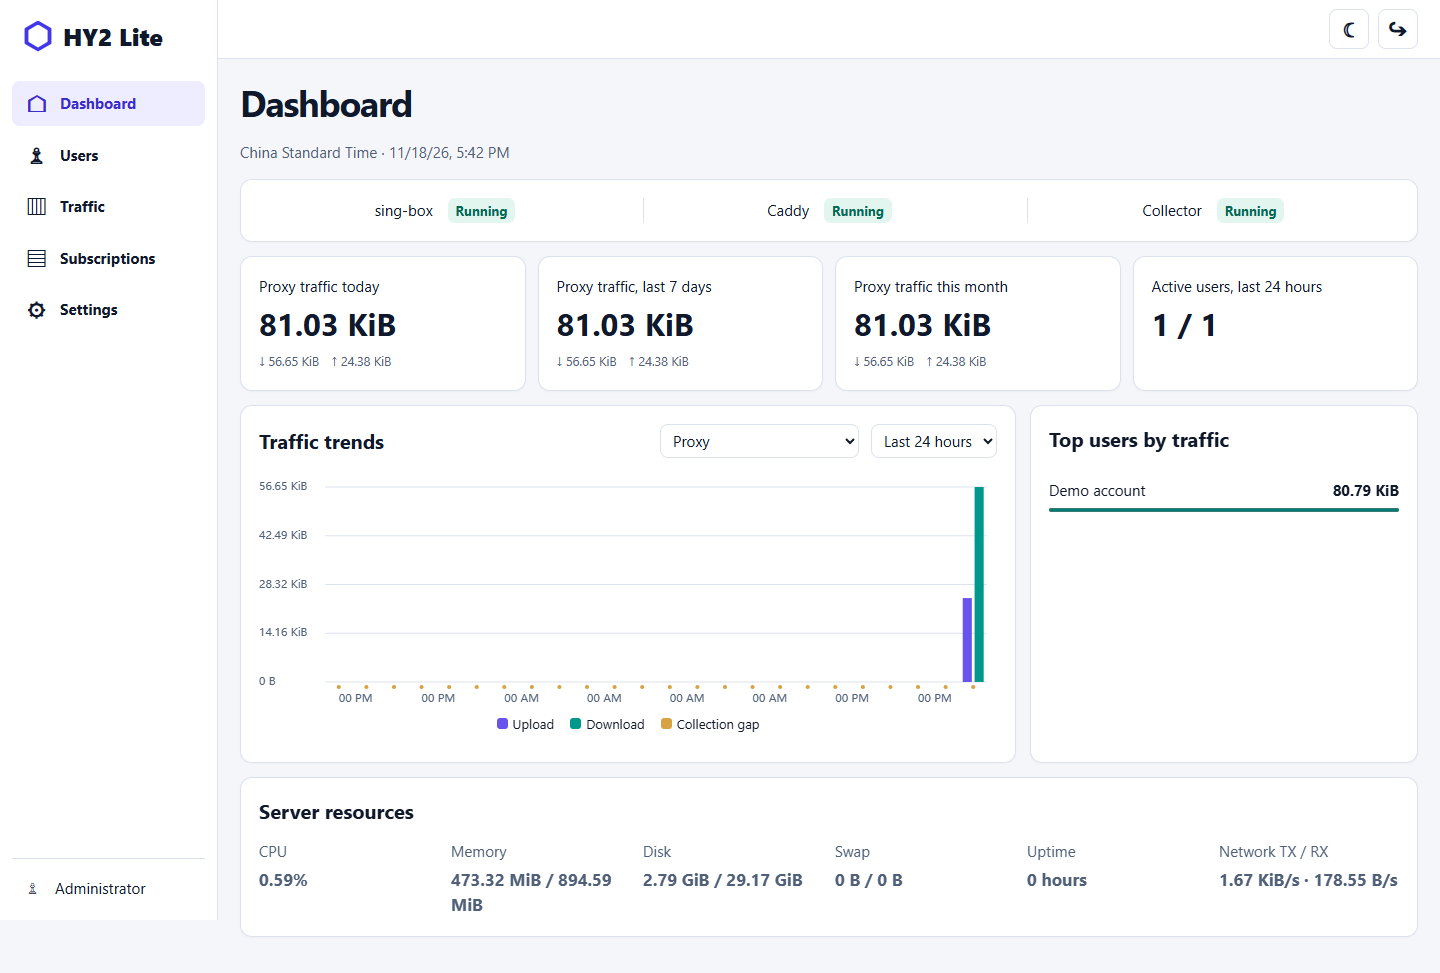 HY2 Lite
Dashboard
Users
Traffic
Subscriptions
Settings
Administrator
Dashboard
China Standard Time · 11/18/26, 5:42 PM
sing-box Running
Caddy Running
Collector Running
Proxy traffic today
81.03 KiB
↓ 56.65 KiB ↑ 24.38 KiB
Proxy traffic, last 7 days
81.03 KiB
↓ 56.65 KiB ↑ 24.38 KiB
Proxy traffic this month
81.03 KiB
↓ 56.65 KiB ↑ 24.38 KiB
Active users, last 24 hours
1 / 1
Traffic trends
Proxy
Last 24 hours
56.65 KiB
42.49 KiB
28.32 KiB
14.16 KiB
0 B
00 PM 00 PM 00 AM 00 AM 00 AM 00 AM 00 PM 00 PM
Upload Download Collection gap
Top users by traffic
Demo account 80.79 KiB
Server resources
CPU
0.59%
Memory
473.32 MiB / 894.59
MiB
Disk
2.79 GiB / 29.17 GiB
Swap
0 B / 0 B
Uptime
0 hours
Network TX / RX
1.67 KiB/s · 178.55 B/s